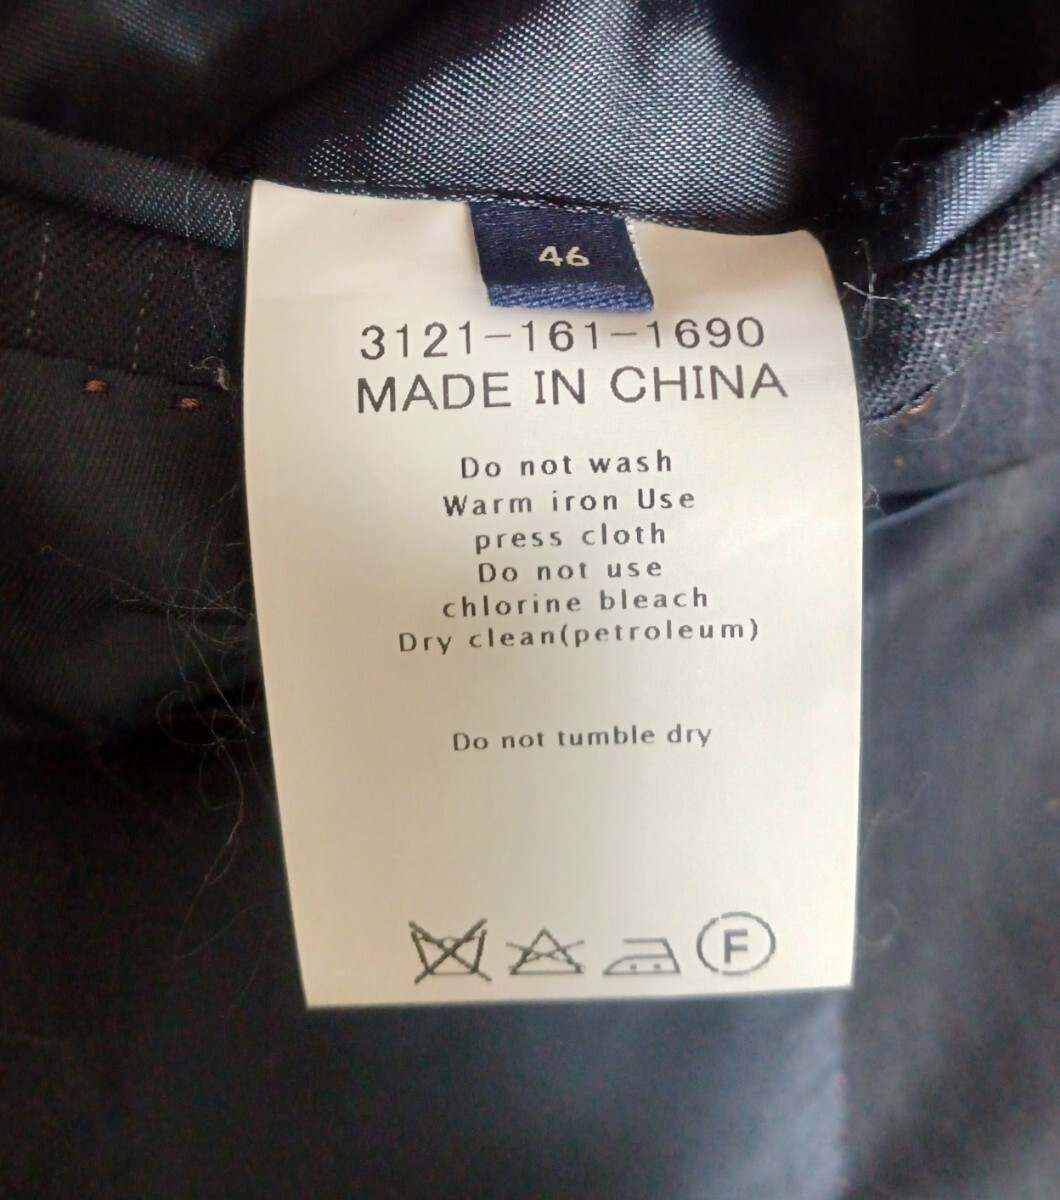 46
3121-161-1690
MADE IN CHINA
Do not wash
Warm iron Use
press cloth
Do not use
chlorine bleach
Dry clean(petroleum)
Do not tumble dry
F